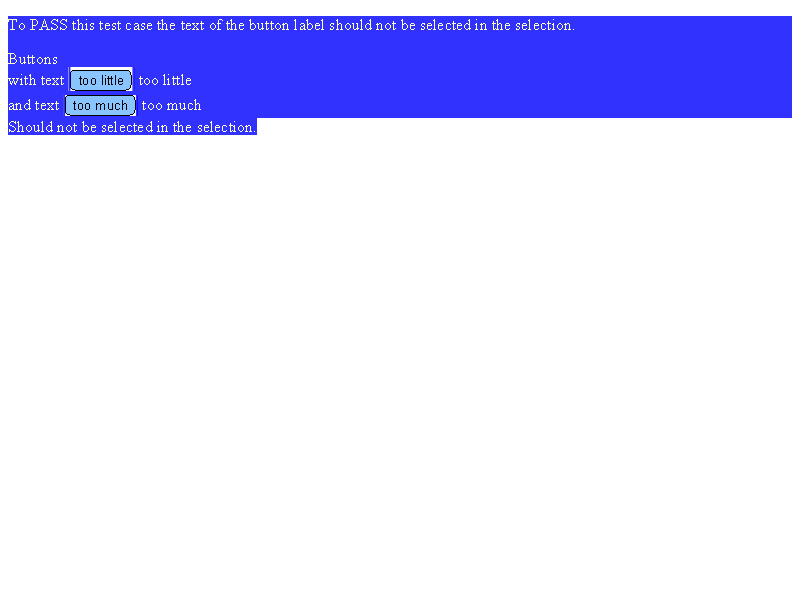 To PASS this test case the text of the button label should not be selected in the selection.
Buttons
with text too little too little
and text too much too much
Should not be selected in the selection.